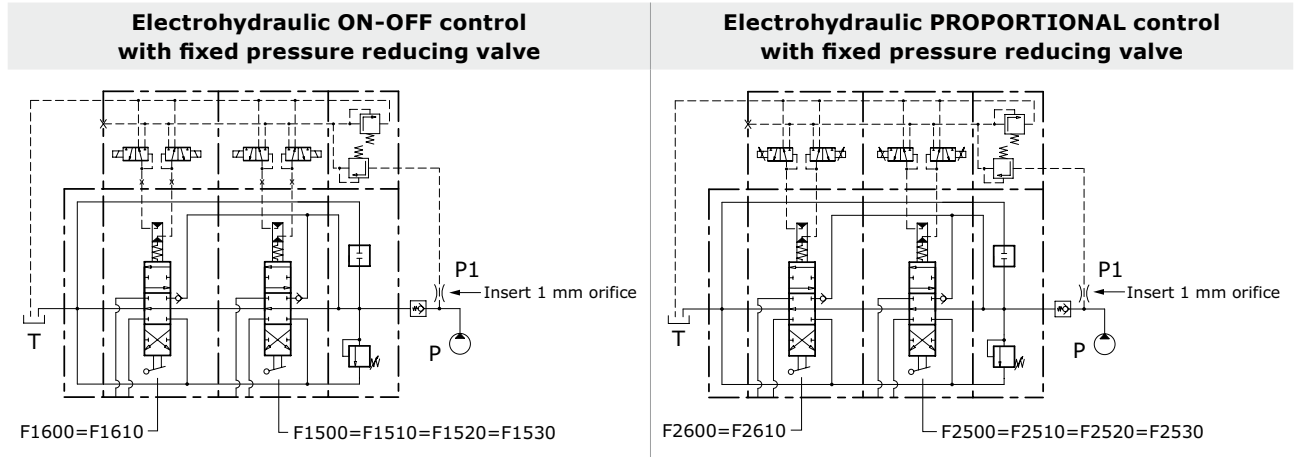 Electrohydraulic ON-OFF control
with fixed pressure reducing valve
P1
Insert 1 mm orifice
T
P
F1600=F1610
F1500=F1510=F1520=F1530
Electrohydraulic PROPORTIONAL control
with fixed pressure reducing valve
P1
Insert 1 mm orifice
T
P
F2600=F2610
F2500=F2510=F2520=F2530